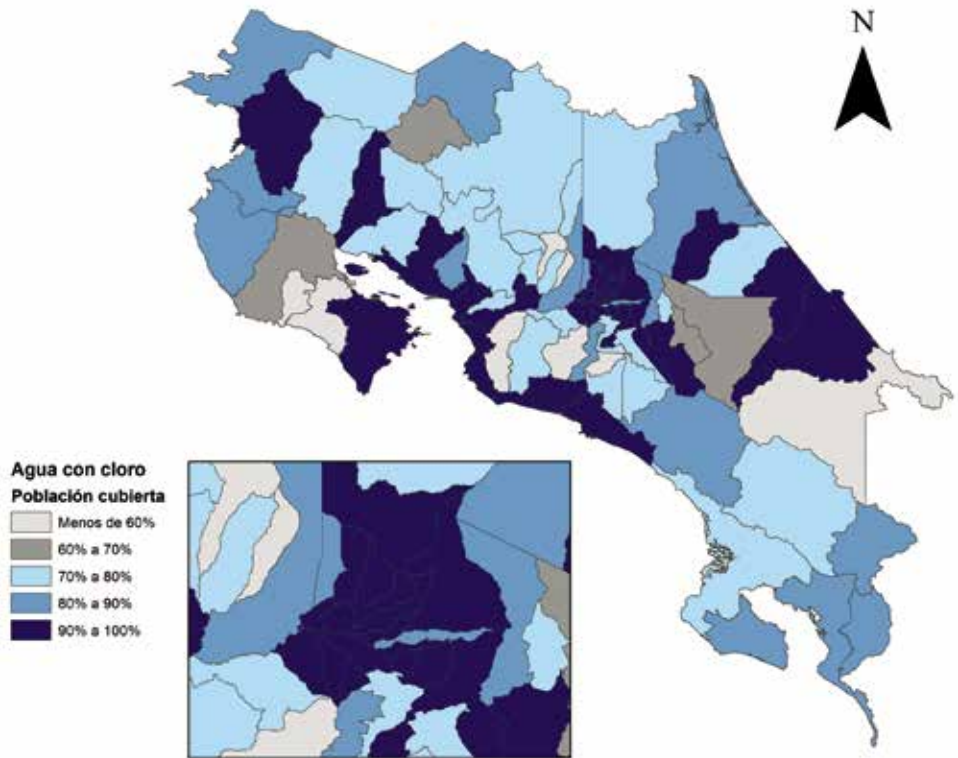 N
Agua con cloro
Población cubierta
Menos de 60%
60% a 70%
70% a 80%
80% a 90%
90% a 100%